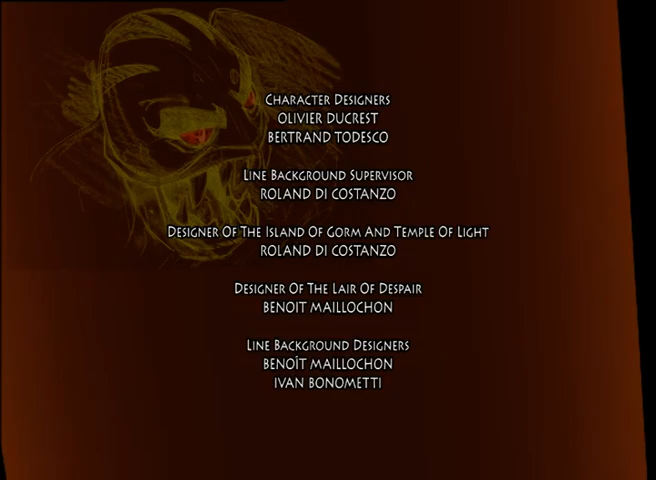 Character Designers
OLIVIER DUCREST
BERTRAND TODESCO
Line Background Supervisor
ROLAND DI COSTANZO
Designer Of The Island Of Gorm And Temple Of Light
ROLAND DI COSTANZO
Designer Of The Lair Of Despair
BENOIT MAILLOCHON
Line Background Designers
BENOÎT MAILLOCHON
IVAN BONOMETTI